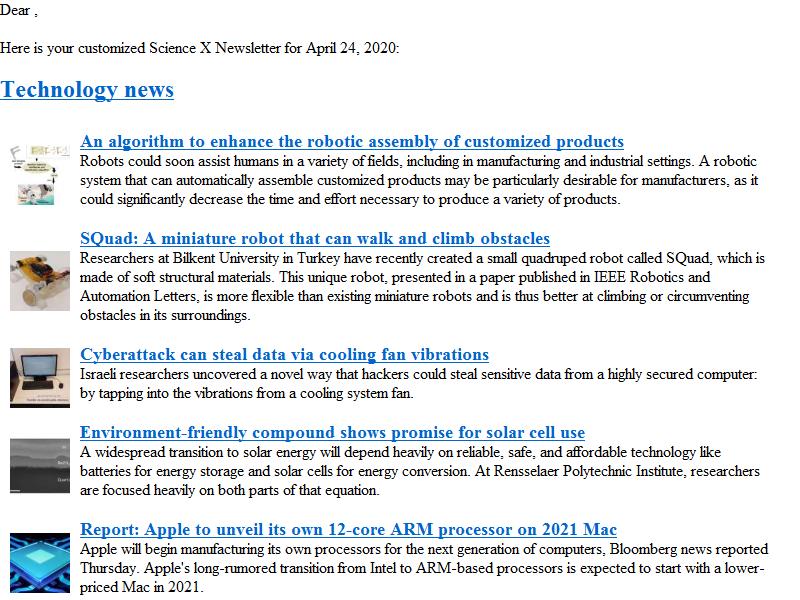 Dear ,
Here is your customized Science X Newsletter for April 24, 2020:
Technology news
An algorithm to enhance the robotic assembly of customized products
Robots could soon assist humans in a variety of fields, including in manufacturing and industrial settings. A robotic
system that can automatically assemble customized products may be particularly desirable for manufacturers, as it
could significantly decrease the time and effort necessary to produce a variety of products.
SQuad: A miniature robot that can walk and climb obstacles
Researchers at Bilkent University in Turkey have recently created a small quadruped robot called SQuad, which is
made of soft structural materials. This unique robot, presented in a paper published in IEEE Robotics and
Automation Letters, is more flexible than existing miniature robots and is thus better at climbing or circumventing
obstacles in its surroundings.
Cyberattack can steal data via cooling fan vibrations
Israeli researchers uncovered a novel way that hackers could steal sensitive data from a highly secured computer:
by tapping into the vibrations from a cooling system fan.
Environment-friendly compound shows promise for solar cell use
A widespread transition to solar energy will depend heavily on reliable, safe, and affordable technology like
batteries for energy storage and solar cells for energy conversion. At Rensselaer Polytechnic Institute, researchers
are focused heavily on both parts of that equation.
Report: Apple to unveil its own 12-core ARM processor on 2021 Mac
Apple will begin manufacturing its own processors for the next generation of computers, Bloomberg news reported
Thursday. Apple's long-rumored transition from Intel to ARM-based processors is expected to start with a lower-
priced Mac in 2021.